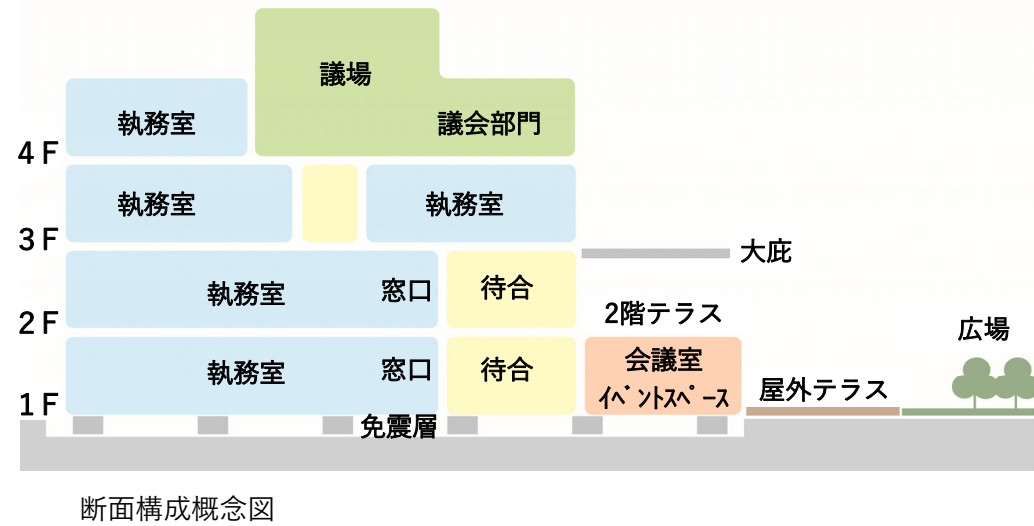 議場
執務室
議会部門
4F
執務室
執務室
3F
大庇
執務室
窓口
待合
2F
2階テラス
広場
執務室
窓口
待合
会議室
ｲﾍﾞﾝﾄｽﾍﾟｰｽ
屋外テラス
1F
免震層
断面構成概念図